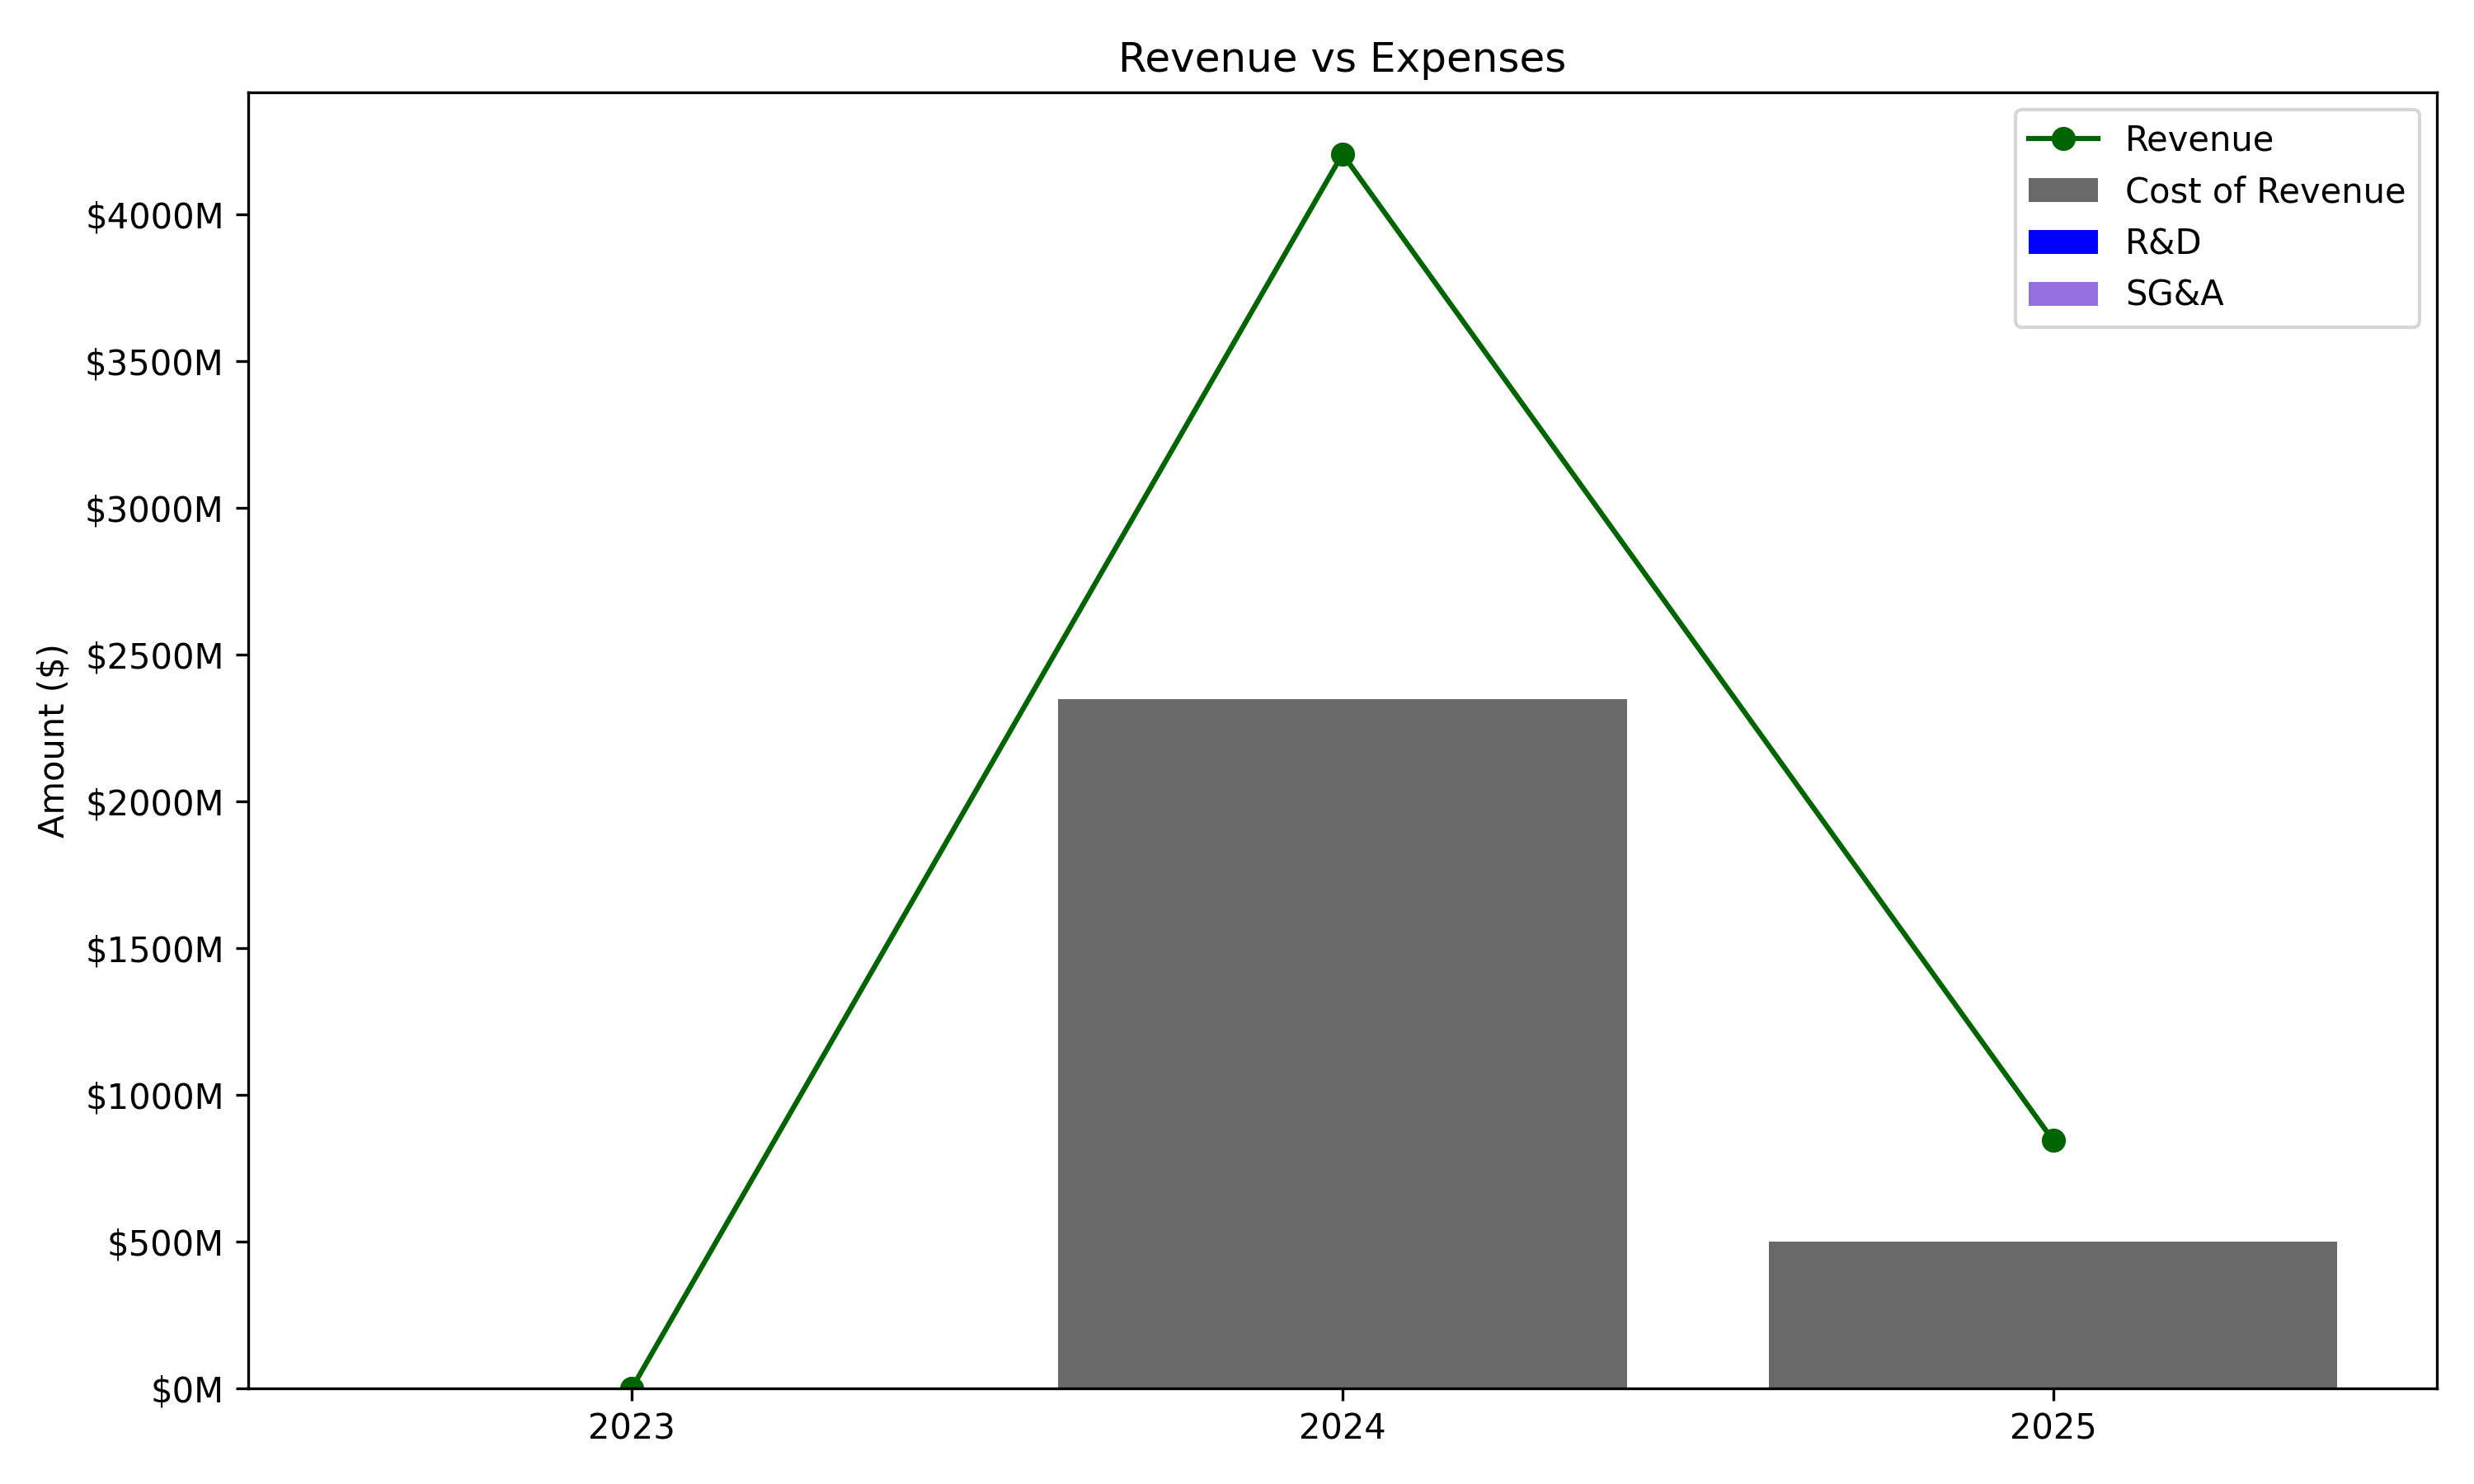 Revenue vs Expenses
Revenue
Cost of Revenue
R&D
SG&A
Amount ($)
$4000M
$3500M
$3000M
$2500M
$2000M
$1500M
$1000M
$500M
$0M
2023
2024
2025